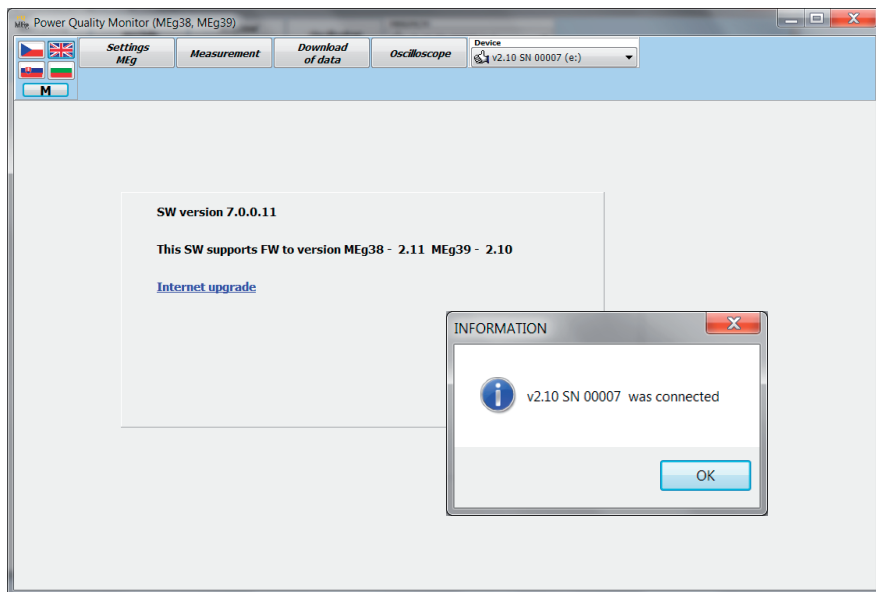 Power Quality Monitor (MEg38, MEg39)
Settings
MEg
Measurement
Download
of data
Oscilloscope
Device
v2.10 SN 00007 (e:)
M
SW version 7.0.0.11
This SW supports FW to version MEg38 - 2.11 MEg39 - 2.10
Internet upgrade
INFORMATION
v2.10 SN 00007 was connected
OK